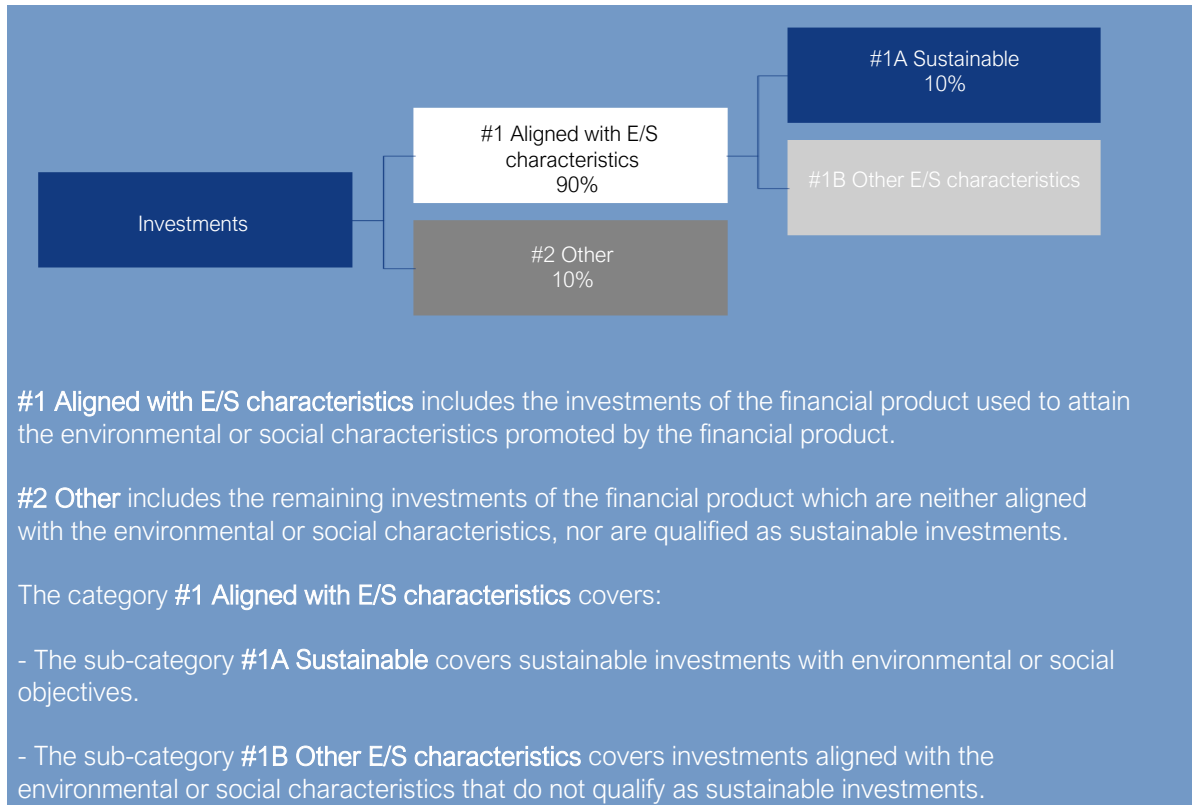 #1A Sustainable
10%
#1 Aligned with E/S
characteristics
90%
#1B Other E/S characteristics
Investments
#2 Other
10%
#1 Aligned with E/S characteristics includes the investments of the financial product used to attain
the environmental or social characteristics promoted by the financial product.
#2 Other includes the remaining investments of the financial product which are neither aligned
with the environmental or social characteristics, nor are qualified as sustainable investments.
The category #1 Aligned with E/S characteristics covers:
- The sub-category #1A Sustainable covers sustainable investments with environmental or social
objectives.
- The sub-category #1B Other E/S characteristics covers investments aligned with the
environmental or social characteristics that do not qualify as sustainable investments.